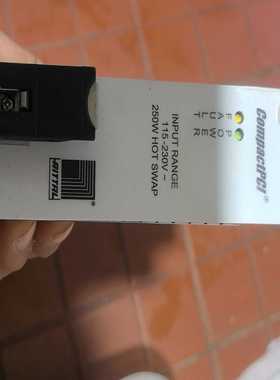 CompactPCI®
FAULT
POWER
INPUT RANGE
115-230V~
250W HOT SWAP
RITTAL